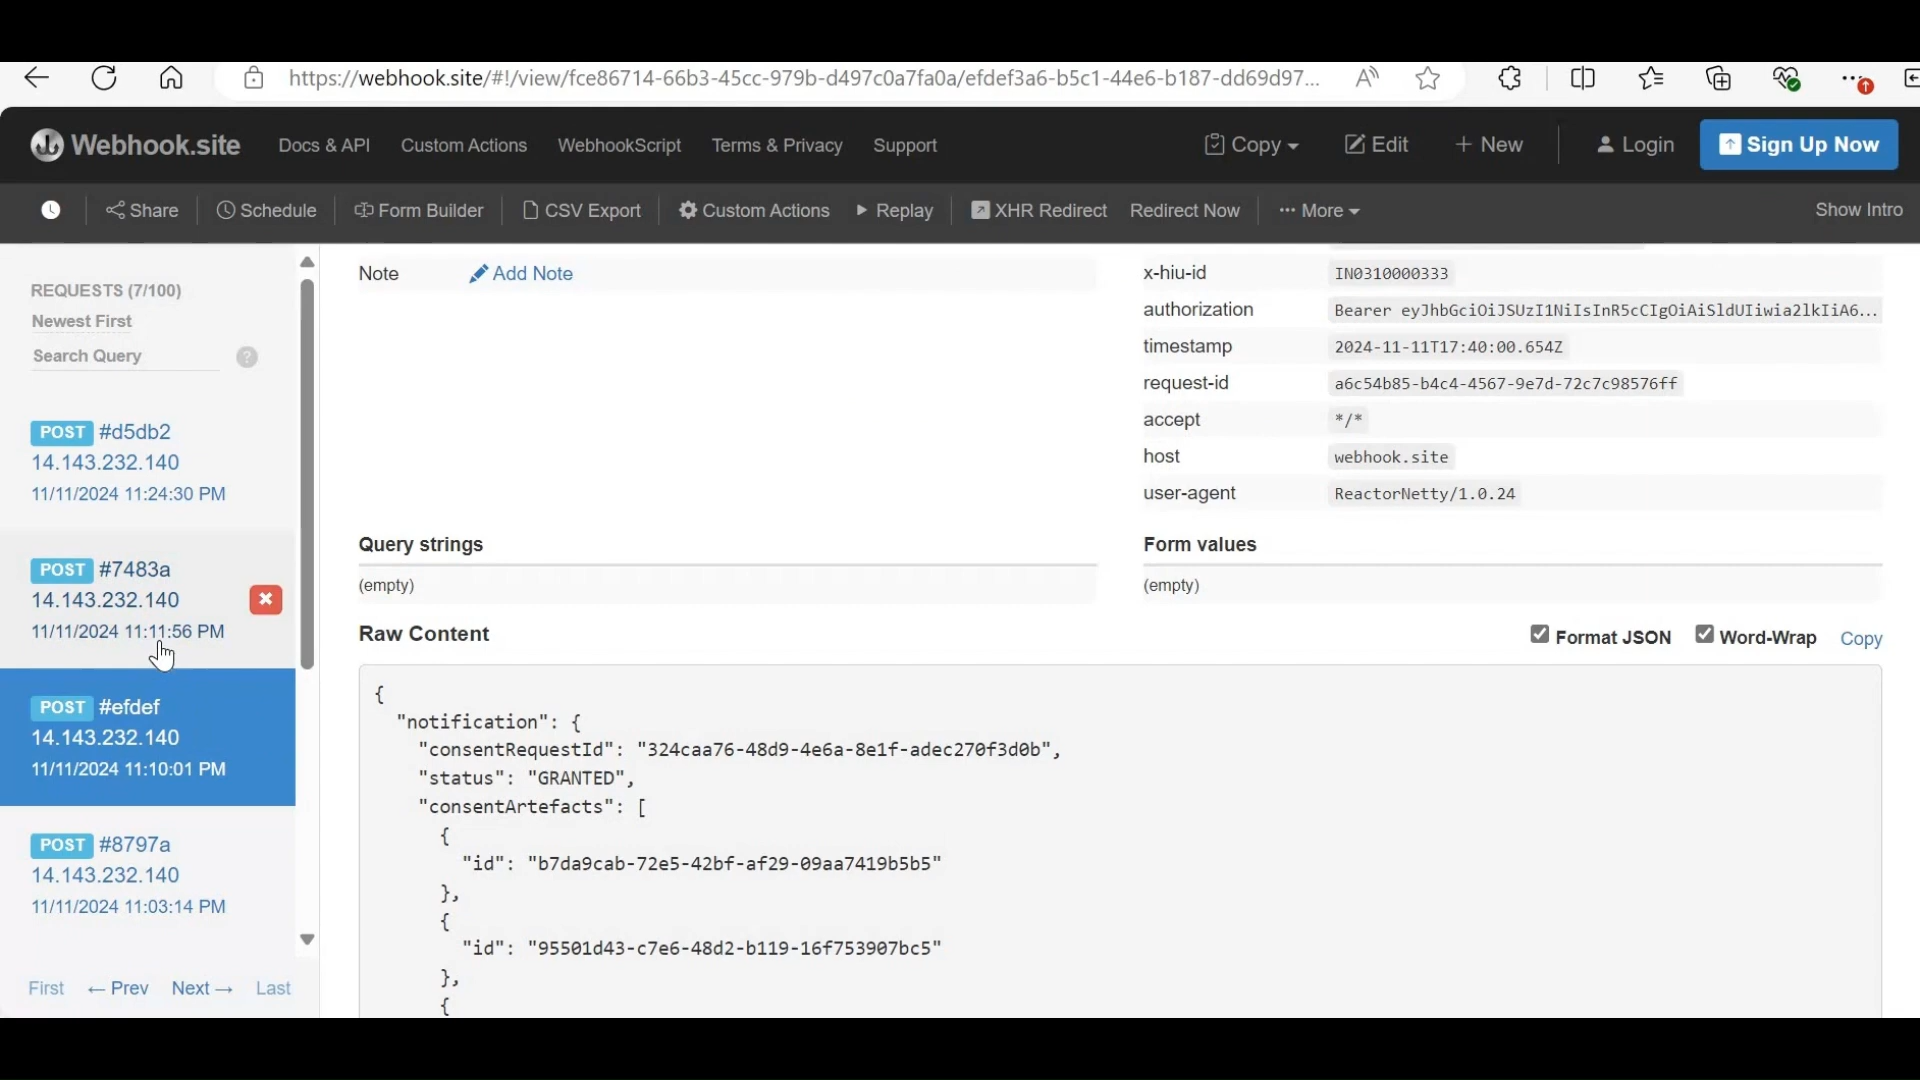 https://webhook.site/#!/view/fce86714-66b3-45cc-979b-d497c0a7fa0a/efdef3a6-b5c1-44e6-b187-dd69d97...
Webhook.site Docs & API Custom Actions WebhookScript Terms & Privacy Support Copy Edit + New Login Sign Up Now
Share Schedule Form Builder CSV Export Custom Actions Replay XHR Redirect Redirect Now ··· More Show Intro
REQUESTS (7/100)
Newest First
Search Query ?
POST #d5db2
14.143.232.140
11/11/2024 11:24:30 PM
POST #7483a
14.143.232.140
11/11/2024 11:11:56 PM
POST #efdef
14.143.232.140
11/11/2024 11:10:01 PM
POST #8797a
14.143.232.140
11/11/2024 11:03:14 PM
First ← Prev Next → Last
Note Add Note
x-hiu-id IN0310000333
authorization Bearer eyJhbGciOiJSUzI1NiIsInR5cCIgOiAiSldUIiwia2lkIiA6...
timestamp 2024-11-11T17:40:00.654Z
request-id a6c54b85-b4c4-4567-9e7d-72c7c98576ff
accept */*
host webhook.site
user-agent ReactorNetty/1.0.24
Query strings
(empty)
Form values
(empty)
Raw Content
Format JSON Word-Wrap Copy
{
"notification": {
"consentRequestId": "324caa76-48d9-4e6a-8e1f-adec270f3d0b",
"status": "GRANTED",
"consentArtefacts": [
{
"id": "b7da9cab-72e5-42bf-af29-09aa7419b5b5"
},
{
"id": "95501d43-c7e6-48d2-b119-16f753907bc5"
},
{